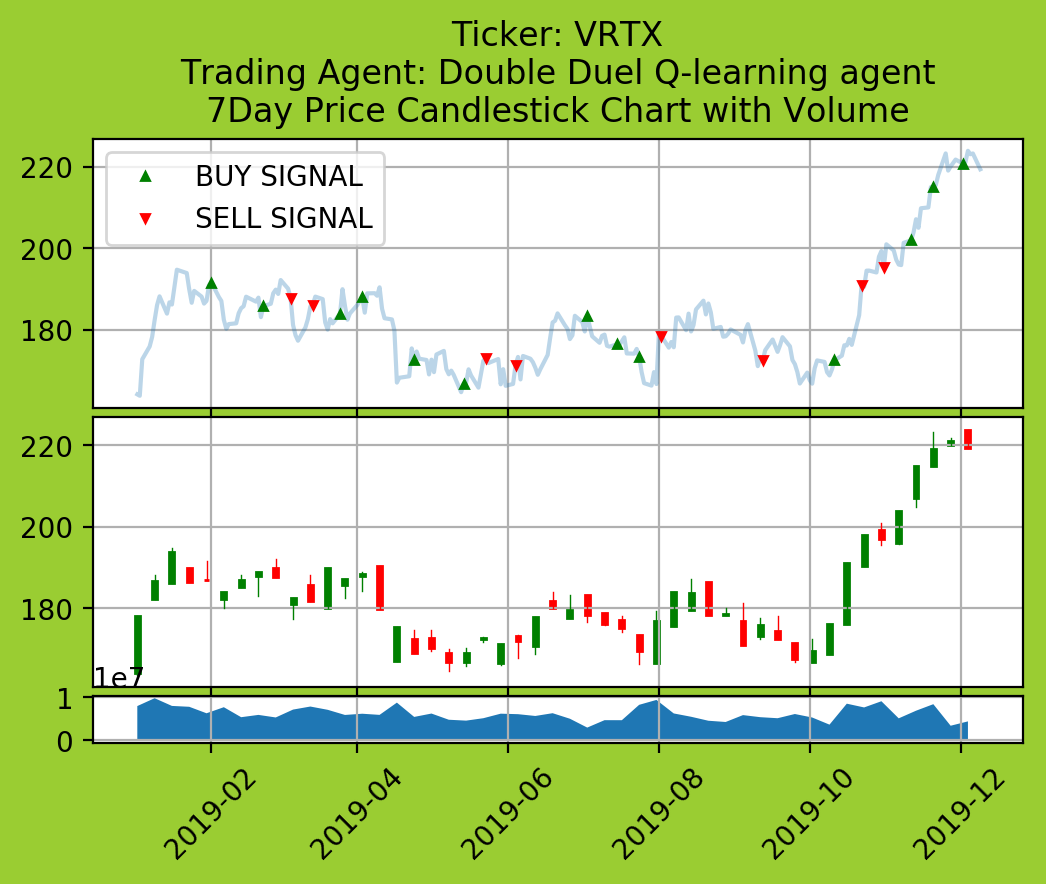 Ticker: VRTX
Trading Agent: Double Duel Q-learning agent
7Day Price Candlestick Chart with Volume
BUY SIGNAL
SELL SIGNAL
220
200
180
220
200
180
1e7
1
0
2019-02
2019-04
2019-06
2019-08
2019-10
2019-12